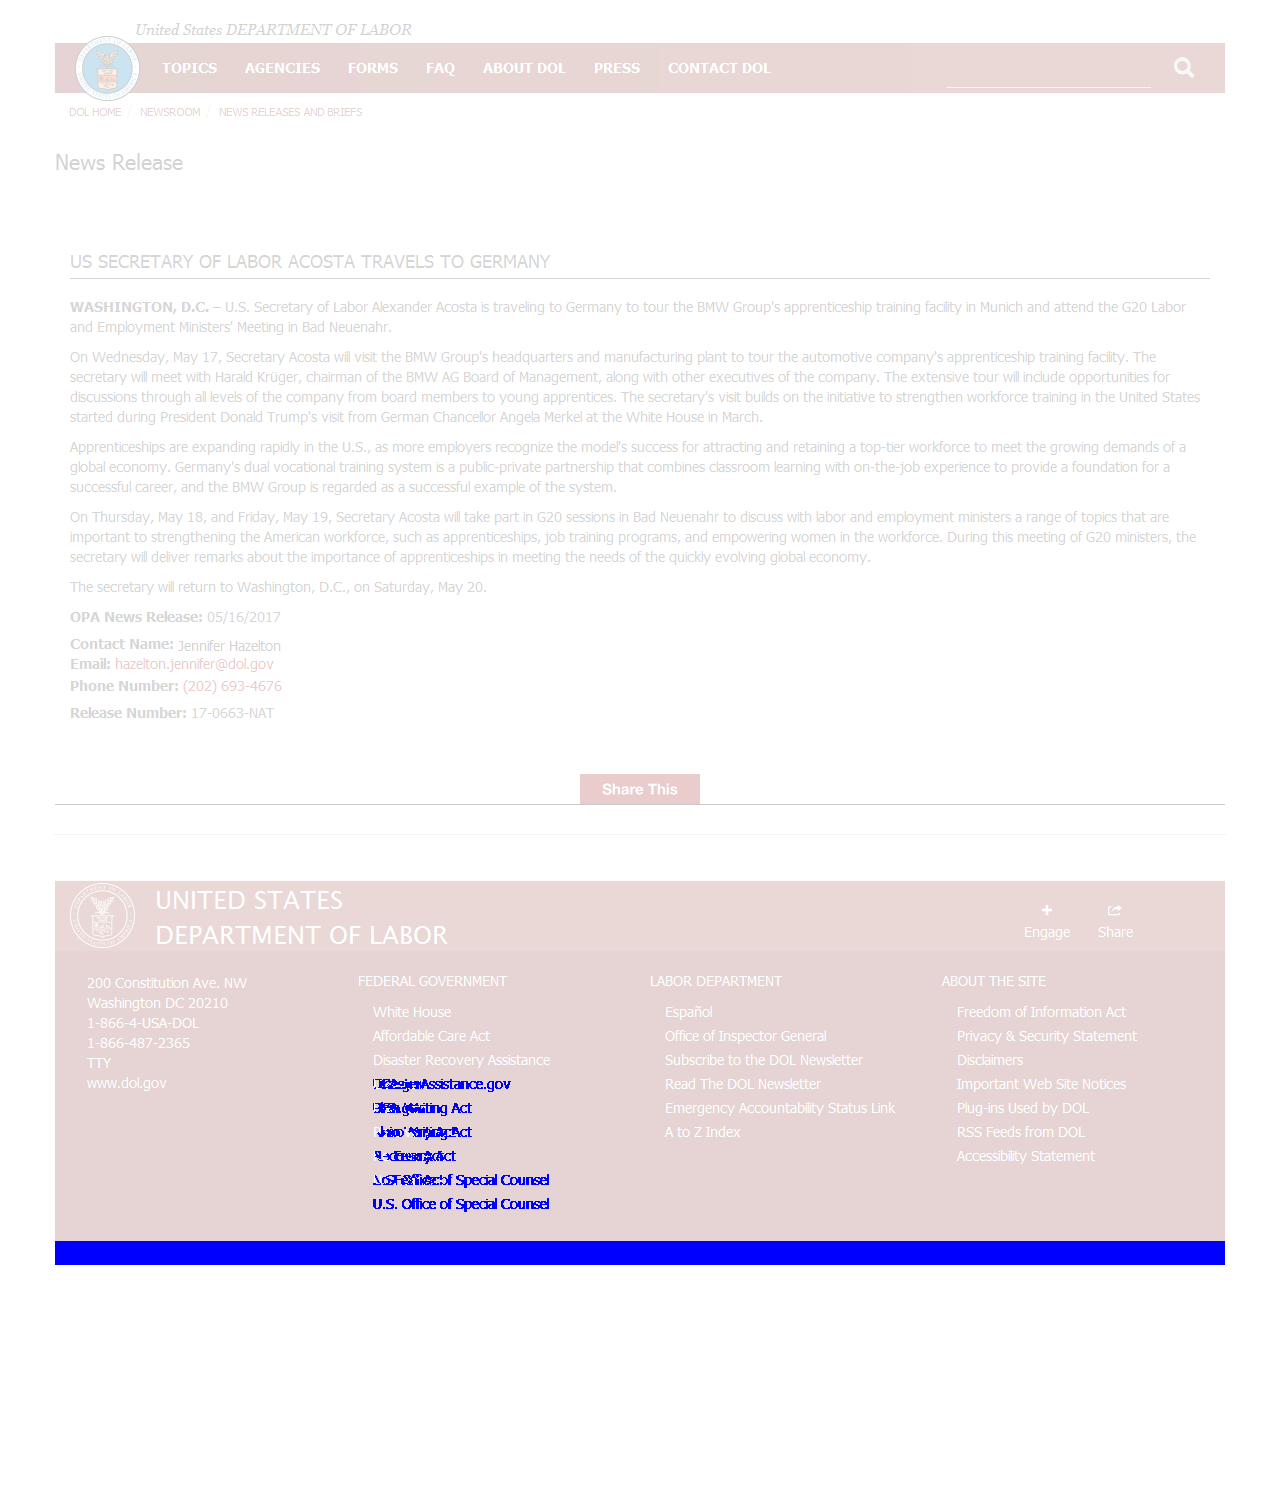 United States DEPARTMENT OF LABOR
TOPICS AGENCIES FORMS FAQ ABOUT DOL PRESS CONTACT DOL
DOL HOME / NEWSROOM / NEWS RELEASES AND BRIEFS
News Release
US SECRETARY OF LABOR ACOSTA TRAVELS TO GERMANY
WASHINGTON, D.C. – U.S. Secretary of Labor Alexander Acosta is traveling to Germany to tour the BMW Group's apprenticeship training facility in Munich and attend the G20 Labor
and Employment Ministers' Meeting in Bad Neuenahr.
On Wednesday, May 17, Secretary Acosta will visit the BMW Group's headquarters and manufacturing plant to tour the automotive company's apprenticeship training facility. The
secretary will meet with Harald Krüger, chairman of the BMW AG Board of Management, along with other executives of the company. The extensive tour will include opportunities for
discussions through all levels of the company from board members to young apprentices. The secretary's visit builds on the initiative to strengthen workforce training in the United States
started during President Donald Trump's visit from German Chancellor Angela Merkel at the White House in March.
Apprenticeships are expanding rapidly in the U.S., as more employers recognize the model's success for attracting and retaining a top-tier workforce to meet the growing demands of a
global economy. Germany's dual vocational training system is a public-private partnership that combines classroom learning with on-the-job experience to provide a foundation for a
successful career, and the BMW Group is regarded as a successful example of the system.
On Thursday, May 18, and Friday, May 19, Secretary Acosta will take part in G20 sessions in Bad Neuenahr to discuss with labor and employment ministers a range of topics that are
important to strengthening the American workforce, such as apprenticeships, job training programs, and empowering women in the workforce. During this meeting of G20 ministers, the
secretary will deliver remarks about the importance of apprenticeships in meeting the needs of the quickly evolving global economy.
The secretary will return to Washington, D.C., on Saturday, May 20.
OPA News Release: 05/16/2017
Contact Name: Jennifer Hazelton
Email: hazelton.jennifer@dol.gov
Phone Number: (202) 693-4676
Release Number: 17-0663-NAT
Share This
UNITED STATES
DEPARTMENT OF LABOR
Engage Share
200 Constitution Ave. NW
Washington DC 20210
1-866-4-USA-DOL
1-866-487-2365
TTY
www.dol.gov
FEDERAL GOVERNMENT
White House
Affordable Care Act
Disaster Recovery Assistance
Assistance.gov
Act
Act
Act
Office of Special Counsel
U.S. Office of Special Counsel
LABOR DEPARTMENT
Español
Office of Inspector General
Subscribe to the DOL Newsletter
Read The DOL Newsletter
Emergency Accountability Status Link
A to Z Index
ABOUT THE SITE
Freedom of Information Act
Privacy & Security Statement
Disclaimers
Important Web Site Notices
Plug-ins Used by DOL
RSS Feeds from DOL
Accessibility Statement